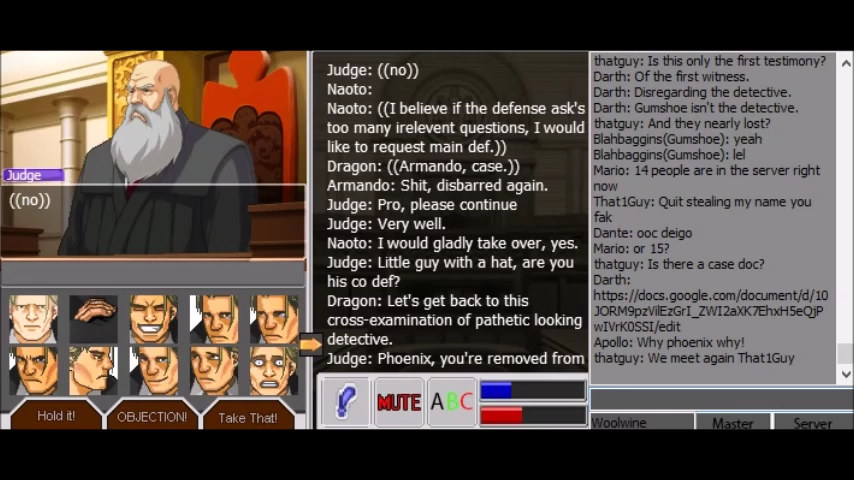 Judge
((no))
Hold it!
OBJECTION!
Take That!
Judge: ((no))
Naoto:
Naoto: ((I believe if the defense ask's
too many irelevent questions, I would
like to request main def.))
Dragon: ((Armando, case.))
Armando: Shit, disbarred again.
Judge: Pro, please continue
Judge: Very well.
Naoto: I would gladly take over, yes.
Judge: Little guy with a hat, are you
his co def?
Dragon: Let's get back to this
cross-examination of pathetic looking
detective.
Judge: Phoenix, you're removed from
MUTE
ABC
thatguy: Is this only the first testimony?
Darth: Of the first witness.
Darth: Disregarding the detective.
Darth: Gumshoe isn't the detective.
thatguy: And they nearly lost?
Blahbaggins(Gumshoe): yeah
Blahbaggins(Gumshoe): lel
Mario: 14 people are in the server right
now
That1Guy: Quit stealing my name you
fak
Dante: ooc deigo
Mario: or 15?
thatguy: Is there a case doc?
Darth:
https://docs.google.com/document/d/10
JORM9pzVilEzGrI_ZWI2aXK7EhxH5eQjP
wIVrK0SSI/edit
Apollo: Why phoenix why!
thatguy: We meet again That1Guy
Woolwine
Master
Server